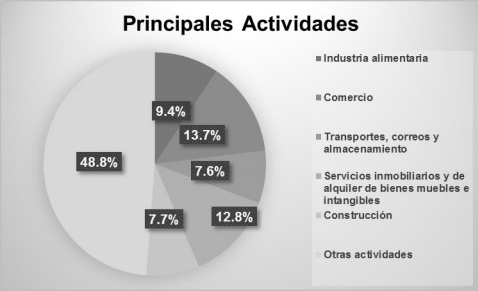 Principales Actividades
9.4%
13.7%
7.6%
12.8%
7.7%
48.8%
Industria alimentaria
Comercio
Transportes, correos y
almacenamiento
Servicios inmobiliarios y de
alquiler de bienes muebles e
intangibles
Construcción
Otras actividades